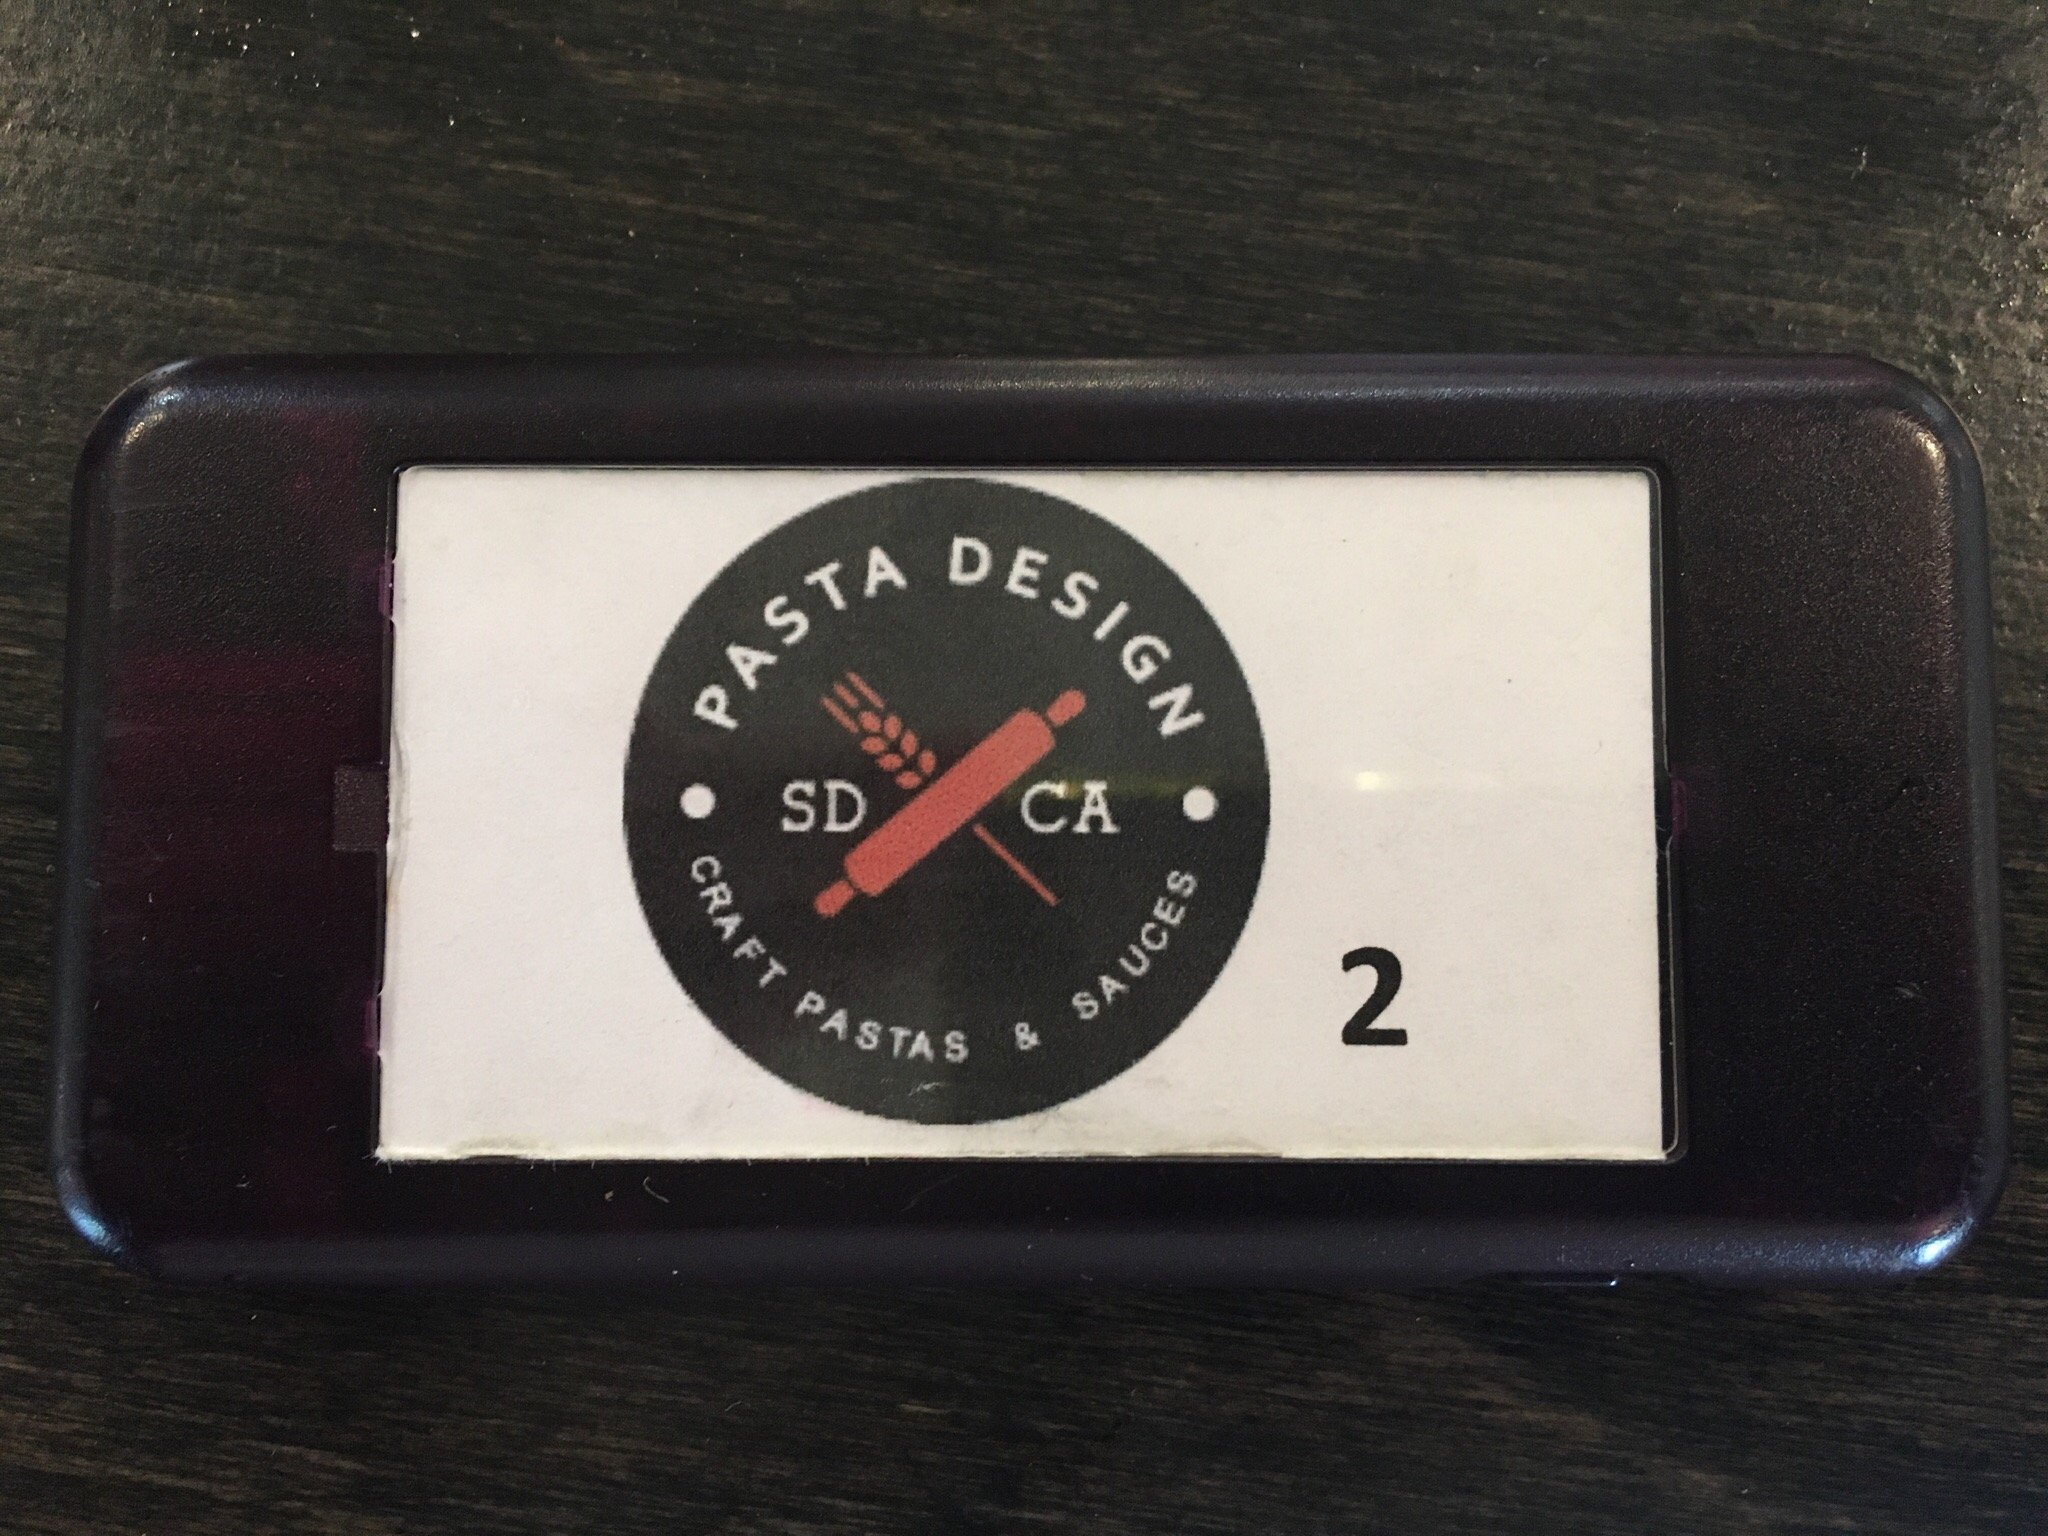 PASTA DESIGN
SD CA
CRAFT PASTAS & SAUCES
2